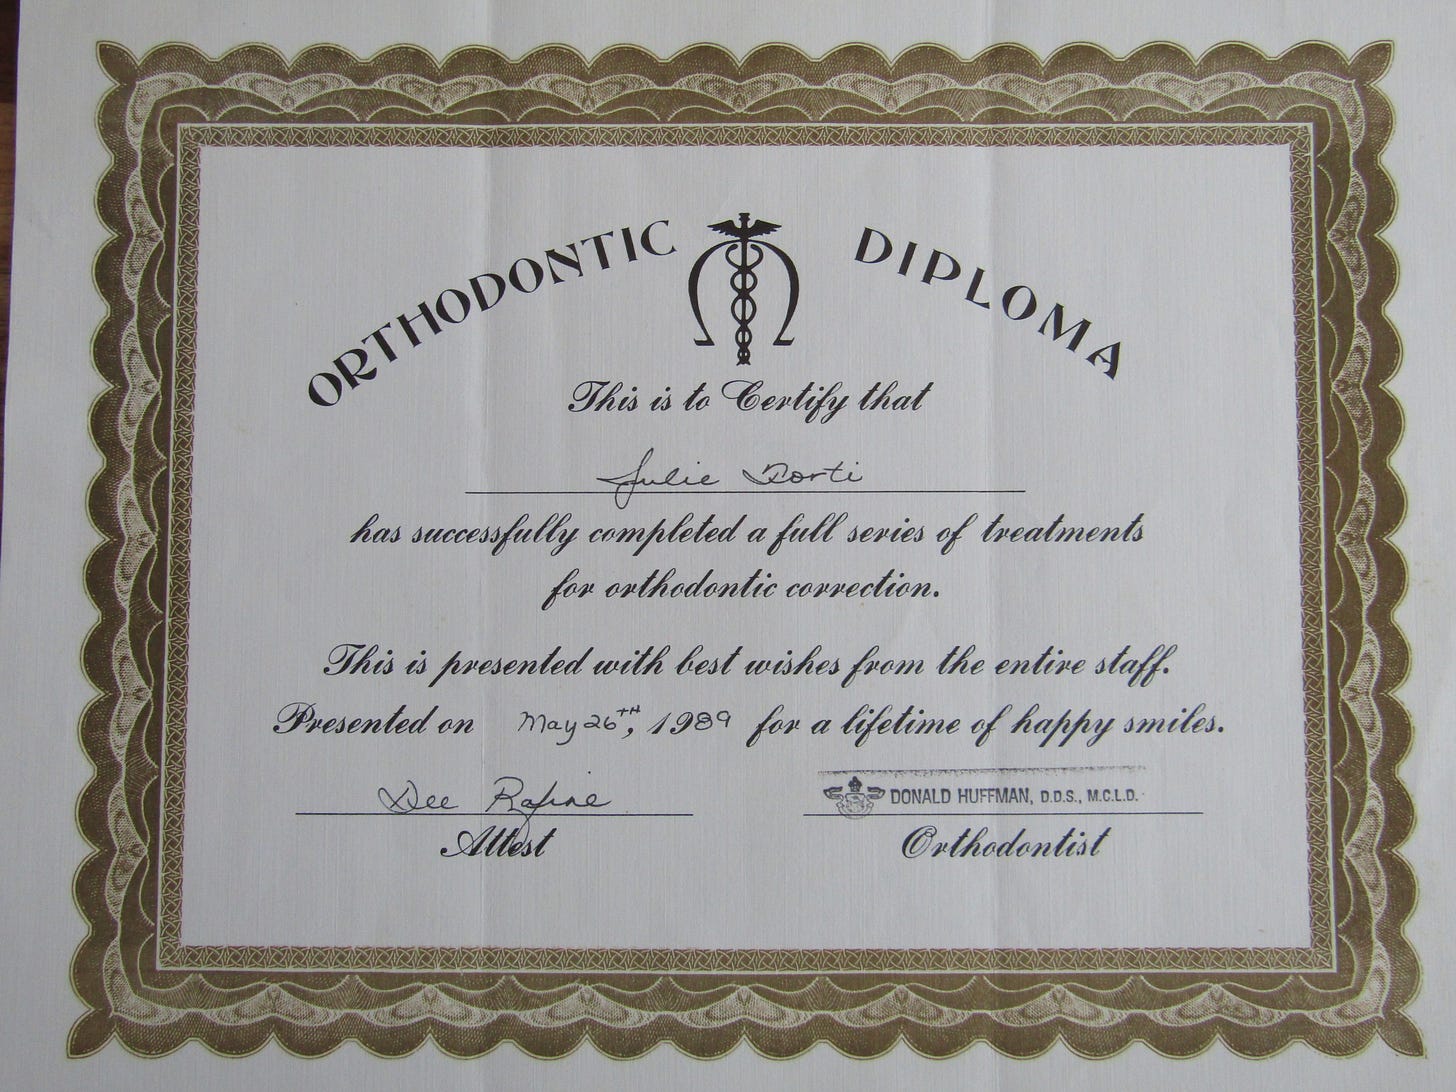 ORTHODONTIC DIPLOMA
This is to Certify that
Julie Forti
has successfully completed a full series of treatments
for orthodontic correction.
This is presented with best wishes from the entire staff.
Presented on May 26TH, 1989 for a lifetime of happy smiles.
Dee Rafine
DONALD HUFFMAN, D.D.S., M.C.L.D.
Attest
Orthodontist